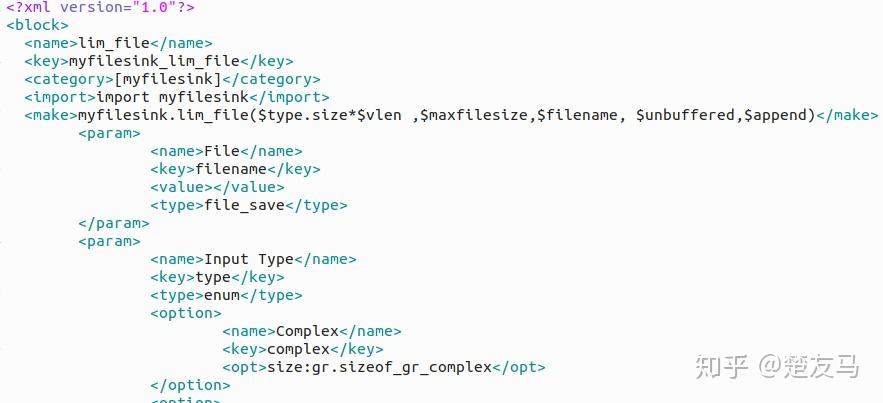 <?xml version="1.0"?>
<block>
  <name>lim_file</name>
  <key>myfilesink_lim_file</key>
  <category>[myfilesink]</category>
  <import>import myfilesink</import>
  <make>myfilesink.lim_file($type.size*$vlen ,$maxfilesize,$filename, $unbuffered,$append)</make>
        <param>
                <name>File</name>
                <key>filename</key>
                <value></value>
                <type>file_save</type>
        </param>
        <param>
                <name>Input Type</name>
                <key>type</key>
                <type>enum</type>
                <option>
                        <name>Complex</name>
                        <key>complex</key>
                        <opt>size:gr.sizeof_gr_complex</opt>
                </option>
                <option>
知乎 @楚友马